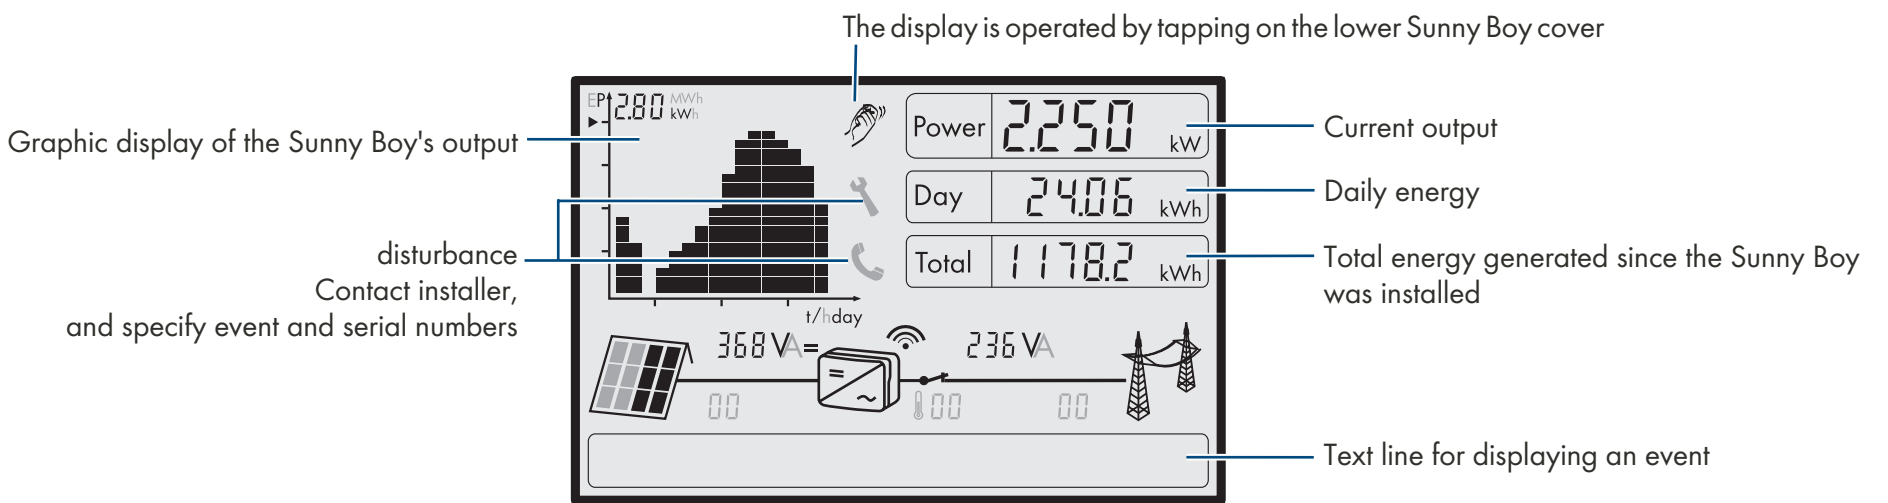 The display is operated by tapping on the lower Sunny Boy cover
EP 2.80 MWh
kWh
Power 2.250 kW
Graphic display of the Sunny Boy's output
Current output
Day 24.06 kWh
Daily energy
disturbance
Contact installer,
and specify event and serial numbers
Total 1178.2 kWh
Total energy generated since the Sunny Boy
was installed
t/hday
368 VA=
236 VA
00
00
00
Text line for displaying an event